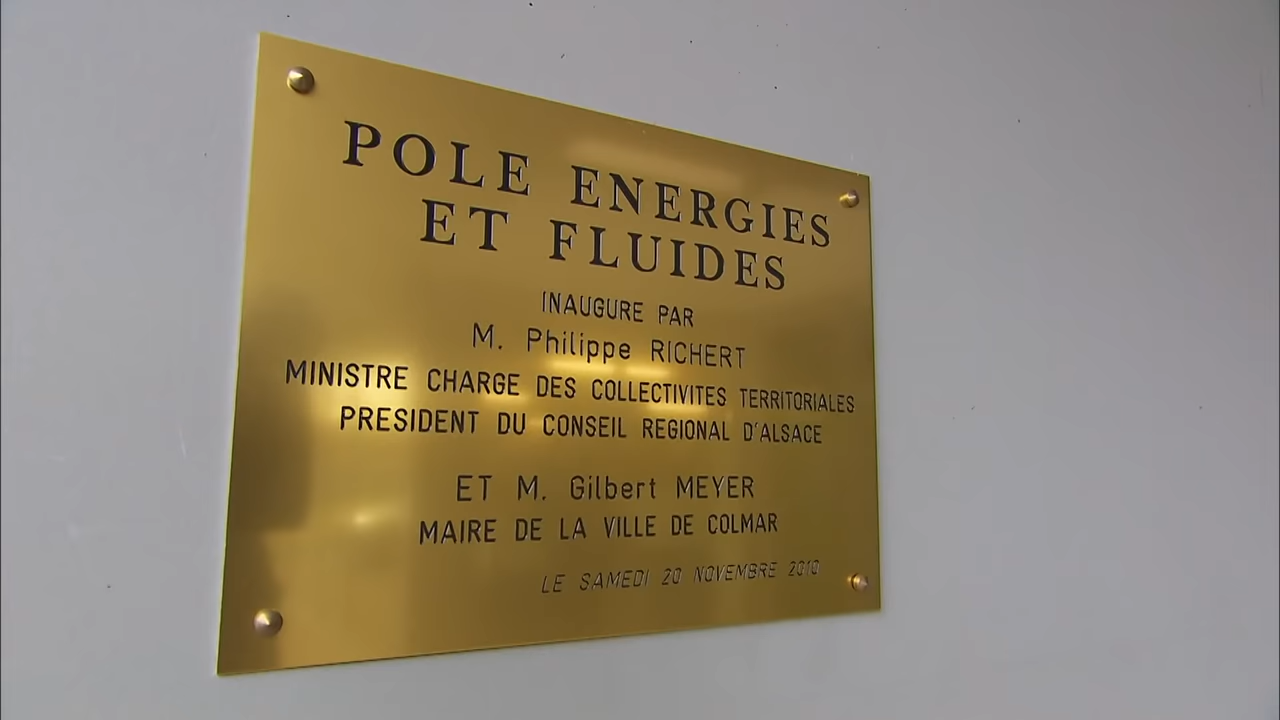 POLE ENERGIES
ET FLUIDES
INAUGURE PAR
M. Philippe RICHERT
MINISTRE CHARGE DES COLLECTIVITES TERRITORIALES
PRESIDENT DU CONSEIL REGIONAL D'ALSACE
ET M. Gilbert MEYER
MAIRE DE LA VILLE DE COLMAR
LE SAMEDI 20 NOVEMBRE 2010